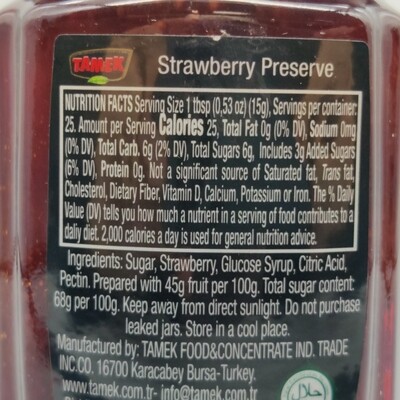 TAMEK
Strawberry Preserve
NUTRITION FACTS Serving Size 1 tbsp (0,53 oz) (15g), Servings per container:
25. Amount per Serving Calories 25, Total Fat 0g (0% DV), Sodium 0mg
(0% DV), Total Carb. 6g (2% DV), Total Sugars 6g, Includes 3g Added Sugars
(6% DV), Protein 0g. Not a significant source of Saturated fat, Trans fat,
Cholesterol, Dietary Fiber, Vitamin D, Calcium, Potassium or Iron. The % Daily
Value (DV) tells you how much a nutrient in a serving of food contributes to a
daliy diet. 2,000 calories a day is used for general nutrition advice.
Ingredients: Sugar, Strawberry, Glucose Syrup, Citric Acid,
Pectin. Prepared with 45g fruit per 100g. Total sugar content:
68g per 100g. Keep away from direct sunlight. Do not purchase
leaked jars. Store in a cool place.
Manufactured by: TAMEK FOOD&CONCENTRATE IND. TRADE
INC.CO. 16700 Karacabey Bursa-Turkey.
www.tamek.com.tr- info@tamek.com.tr
حلال